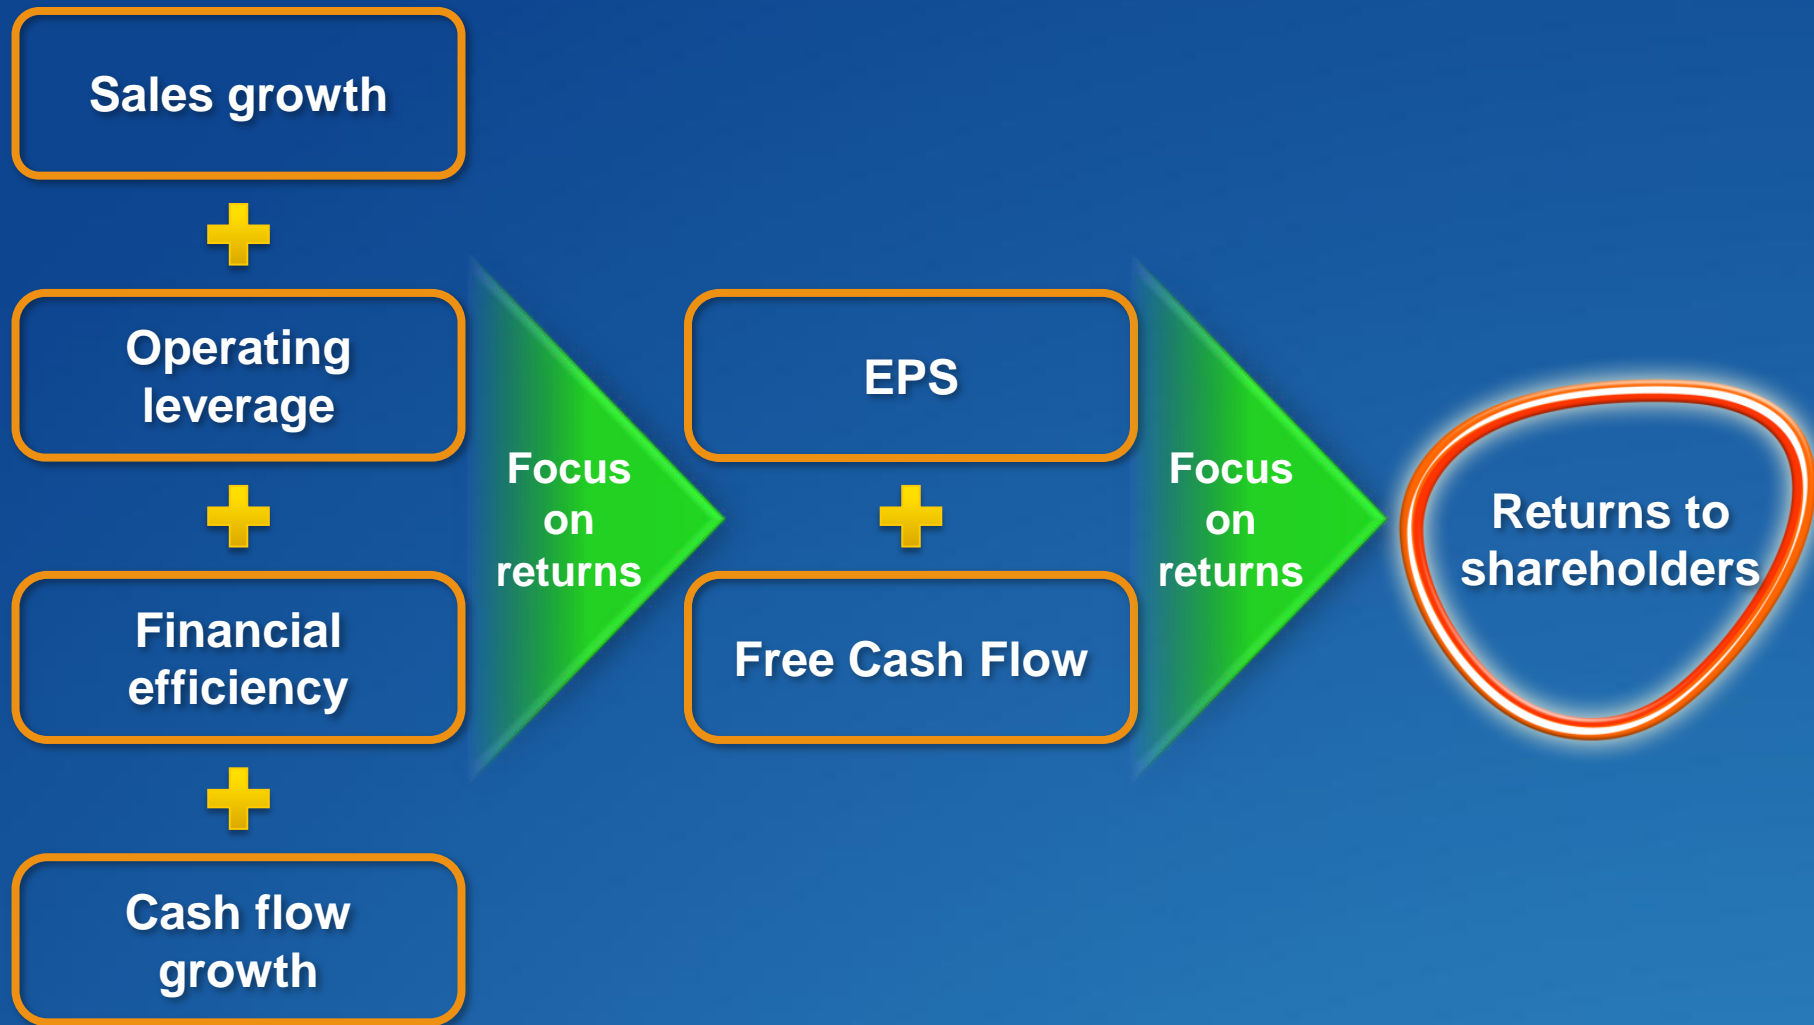 Sales growth
Operating
leverage
Financial
efficiency
Cash flow
growth
Focus
on
returns
EPS
Free Cash Flow
Focus
on
returns
Returns to
shareholders